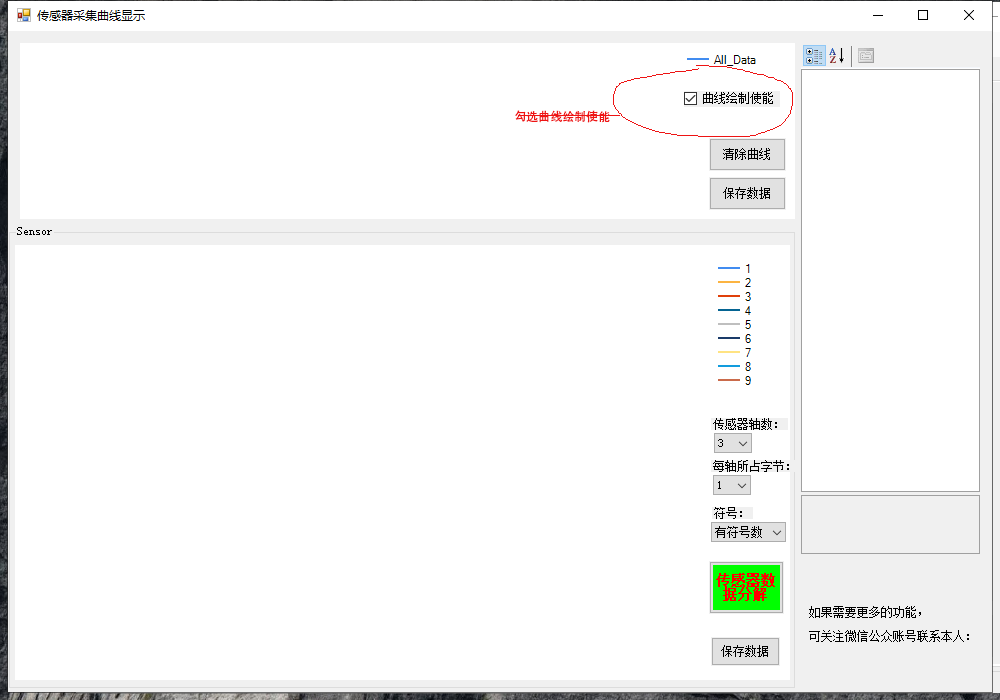 传感器采集曲线显示
All_Data
曲线绘制使能
勾选曲线绘制使能
清除曲线
保存数据
Sensor
1
2
3
4
5
6
7
8
9
传感器轴数：
3
每轴所占字节：
1
符号：
有符号数
传感器数
据分解
保存数据
如果需要更多的功能，
可关注微信公众账号联系本人：